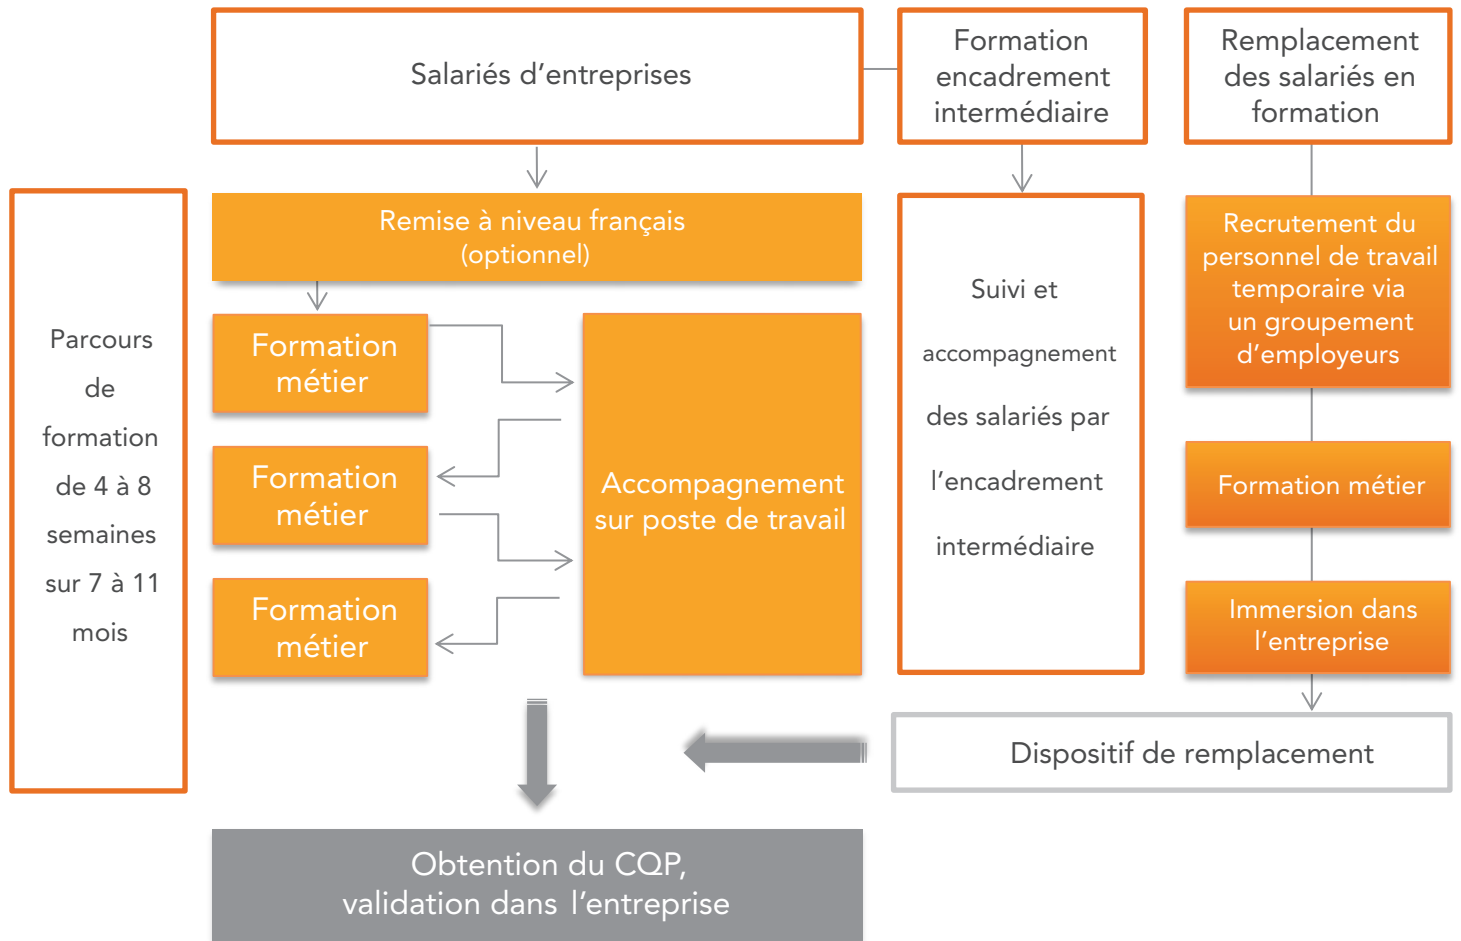 Salariés d'entreprises
Formation
encadrement
intermédiaire
Remplacement
des salariés en
formation
Parcours
de
formation
de 4 à 8
semaines
sur 7 à 11
mois
Remise à niveau français
(optionnel)
Formation
métier
Formation
métier
Formation
métier
Accompagnement
sur poste de travail
Suivi et
accompagnement
des salariés par
l'encadrement
intermédiaire
Recrutement du
personnel de travail
temporaire via
un groupement
d'employeurs
Formation métier
Immersion dans
l'entreprise
Dispositif de remplacement
Obtention du CQP,
validation dans l'entreprise